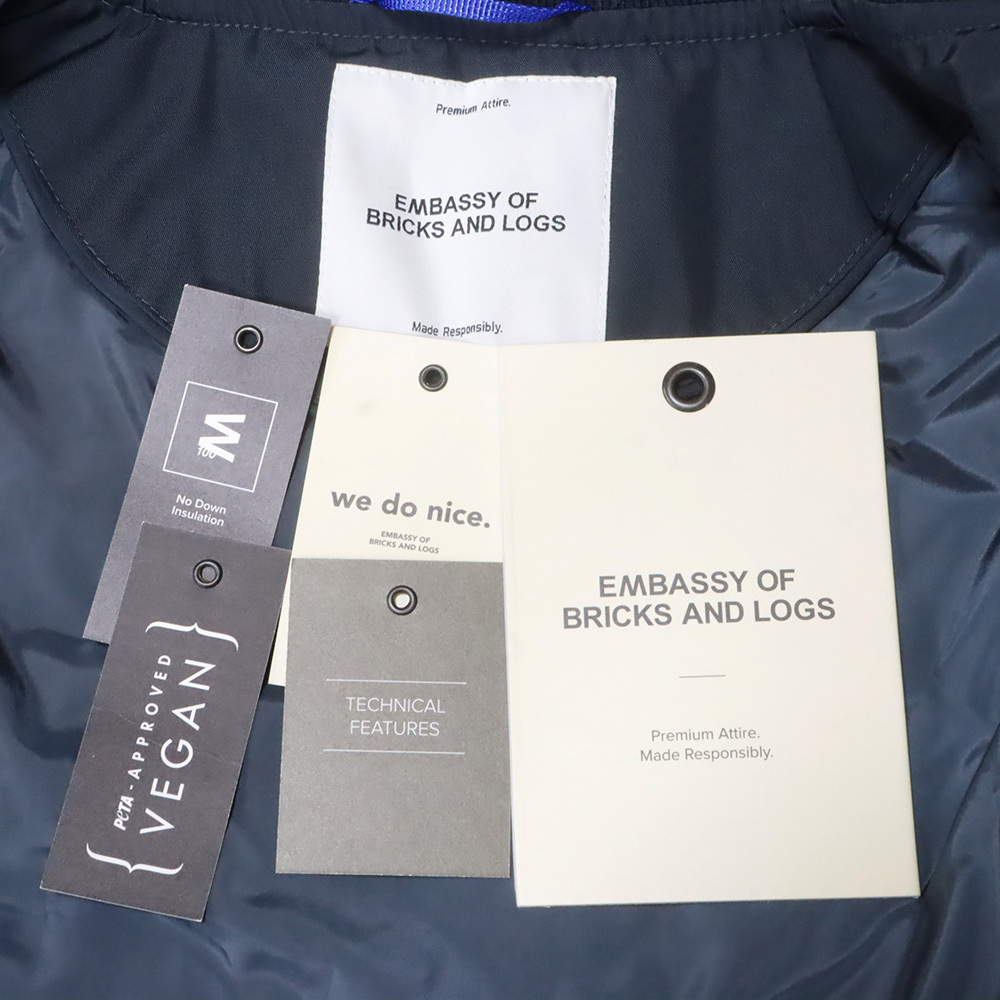 Premium Attire.
EMBASSY OF
BRICKS AND LOGS
Made Responsibly.
M
100
No Down
Insulation
we do nice.
EMBASSY OF
BRICKS AND LOGS
PETA - APPROVED
VEGAN
TECHNICAL
FEATURES
EMBASSY OF
BRICKS AND LOGS
Premium Attire.
Made Responsibly.